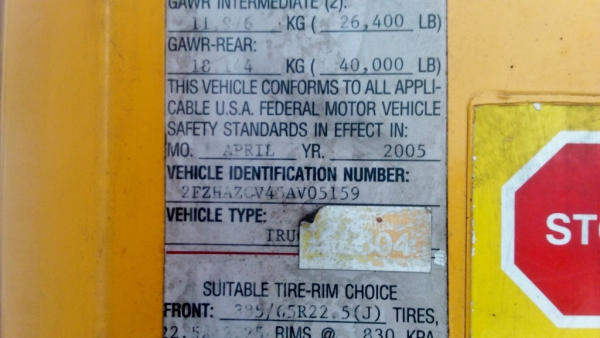 GAWR INTERMEDIATE (2):
KG ( 26,400 LB)
GAWR-REAR:
KG ( 40,000 LB)
THIS VEHICLE CONFORMS TO ALL APPLI-
CABLE U.S.A. FEDERAL MOTOR VEHICLE
SAFETY STANDARDS IN EFFECT IN:
MO. APRIL YR. 2005
VEHICLE IDENTIFICATION NUMBER:
VEHICLE TYPE:
SUITABLE TIRE-RIM CHOICE
FRONT: TIRES,
RIMS @ 830 KPA
STO